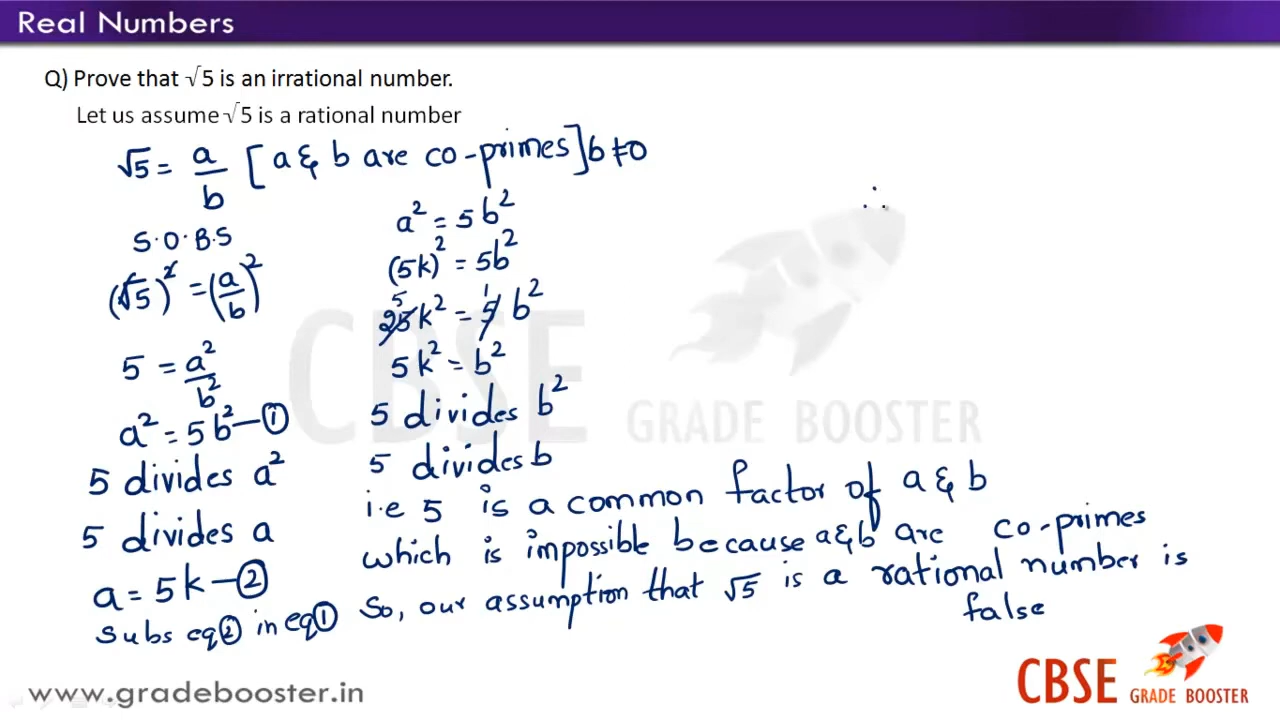 Real Numbers
Q) Prove that √5 is an irrational number.
Let us assume √5 is a rational number
√5 = a/b [a & b are co-primes] b ≠ 0
S.O.B.S
(√5)² = (a/b)²
5 = a²/b²
a² = 5b² — ①
5 divides a²
5 divides a
a = 5k — ②
Subs eq② in eq①
a² = 5b²
(5k)² = 5b²
5 1
25k² = 5 b²
5k² = b²
5 divides b²
5 divides b
i.e 5 is a common factor of a & b
which is impossible because a & b are co-primes
So, our assumption that √5 is a rational number is
false
∴
CBSE
GRADE BOOSTER
www.gradebooster.in
CBSE GRADE BOOSTER